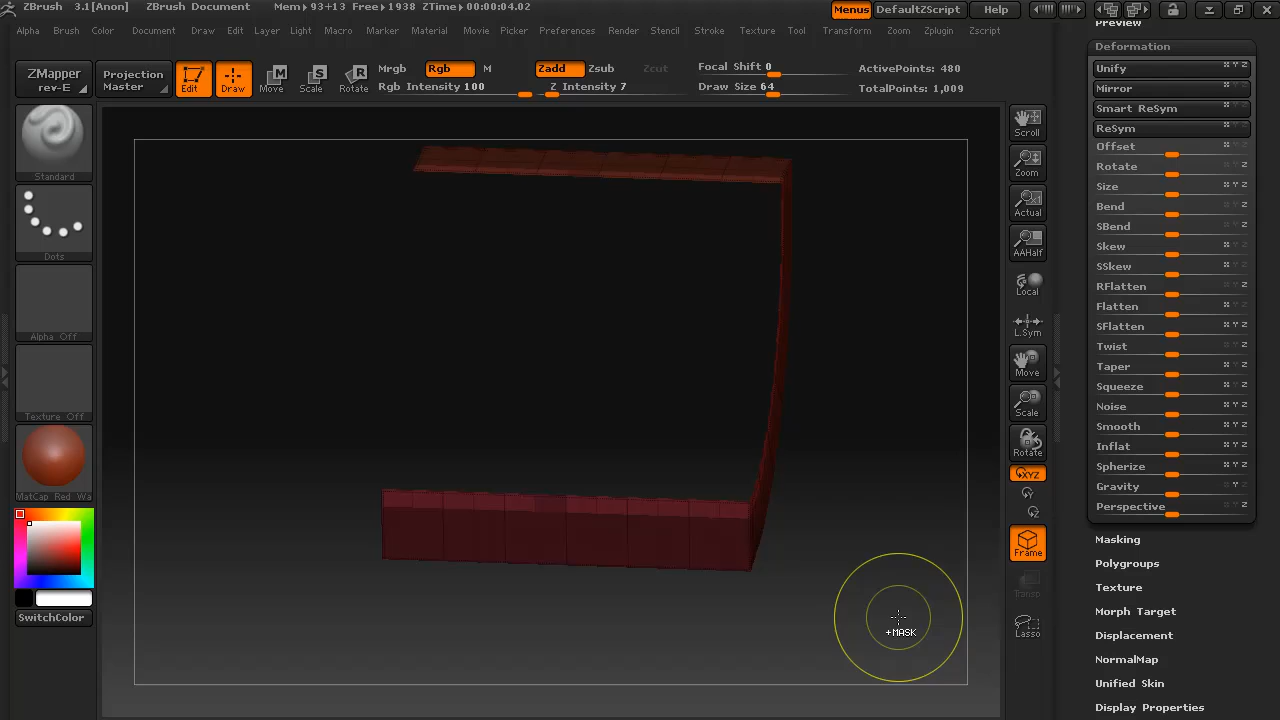 ZBrush 3.1[Anon] ZBrush Document Mem▸93+13 Free▸1938 ZTime▸00:00:04.02 Menus DefaultZScript Help
Alpha Brush Color Document Draw Edit Layer Light Macro Marker Material Movie Picker Preferences Render Stencil Stroke Texture Tool Transform Zoom Zplugin Zscript
Preview
Deformation
ZMapper
rev-E
Projection
Master
Edit
Draw
Move
Scale
Rotate
Mrgb Rgb M
Rgb Intensity 100
Zadd Zsub Zcut
Z Intensity 7
Focal Shift 0
Draw Size 64
ActivePoints: 480
TotalPoints: 1,009
Standard
Dots
Alpha Off
Texture Off
MatCap Red Wa
SwitchColor
+MASK
Scroll
Zoom
Actual
AAHalf
Local
L.Sym
Move
Scale
Rotate
XYZ
Y
Z
Frame
Transp
Lasso
Unify X Y Z
Mirror X Y Z
Smart ReSym X Y Z
ReSym X Y Z
Offset X Y Z
Rotate X Y Z
Size X Y Z
Bend X Y Z
SBend X Y Z
Skew X Y Z
SSkew X Y Z
RFlatten X Y Z
Flatten X Y Z
SFlatten X Y Z
Twist X Y Z
Taper X Y Z
Squeeze X Y Z
Noise X Y Z
Smooth X Y Z
Inflat X Y Z
Spherize X Y Z
Gravity X Y Z
Perspective X Y Z
Masking
Polygroups
Texture
Morph Target
Displacement
NormalMap
Unified Skin
Display Properties